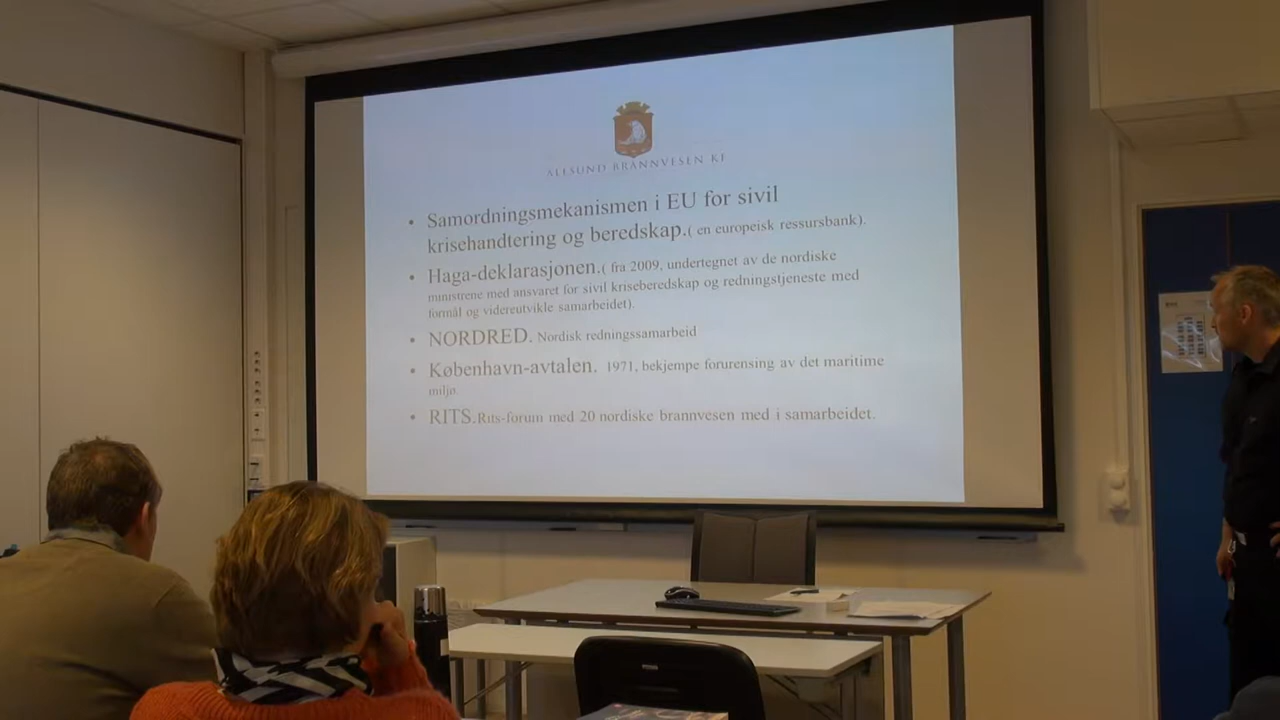 ÅLESUND BRANNVESEN KF
• Samordningsmekanismen i EU for sivil
krisehandtering og beredskap.( en europeisk ressursbank).
• Haga-deklarasjonen.( fra 2009, undertegnet av de nordiske
ministrene med ansvaret for sivil kriseberedskap og redningstjeneste med
formål og videreutvikle samarbeidet).
• NORDRED. Nordisk redningssamarbeid
• København-avtalen. 1971, bekjempe forurensing av det maritime
miljø.
• RITS.Rits-forum med 20 nordiske brannvesen med i samarbeidet.